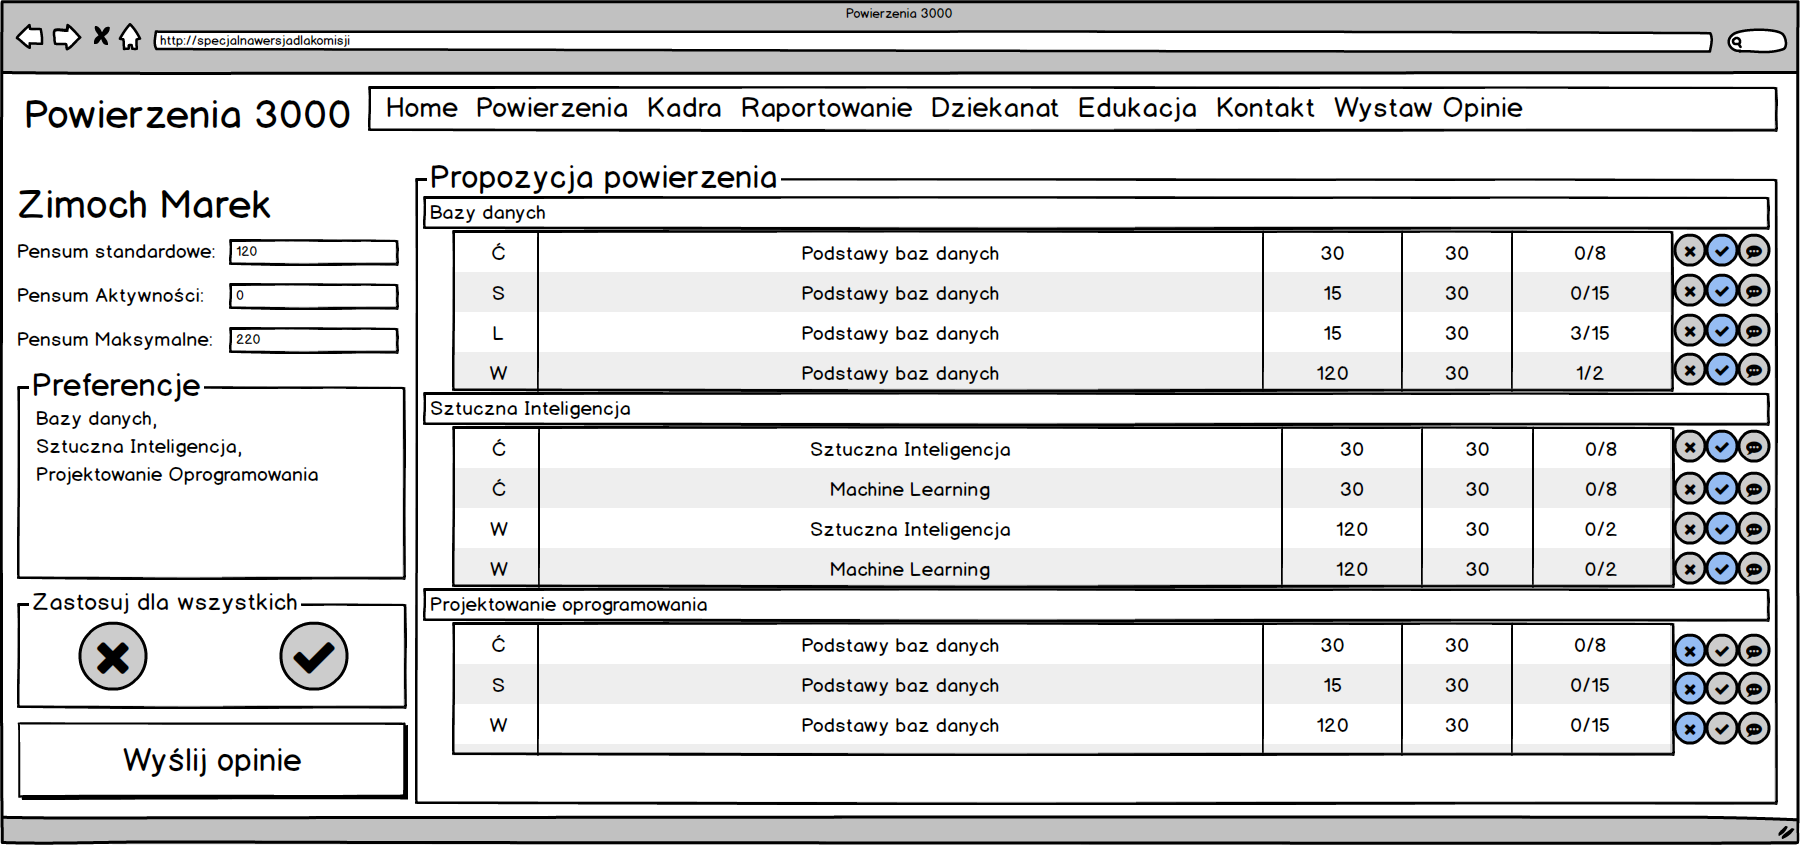 Powierzenia 3000
http://specjalnawersjadlakomisji
Powierzenia 3000
Home Powierzenia Kadra Raportowanie Dziekanat Edukacja Kontakt Wystaw Opinie
Zimoch Marek
Pensum standardowe: 120
Pensum Aktywności: 0
Pensum Maksymalne: 220
Preferencje
Bazy danych,
Sztuczna Inteligencja,
Projektowanie Oprogramowania
Zastosuj dla wszystkich
Wyślij opinie
Propozycja powierzenia
Bazy danych
Ć Podstawy baz danych 30 30 0/8
S Podstawy baz danych 15 30 0/15
L Podstawy baz danych 15 30 3/15
W Podstawy baz danych 120 30 1/2
Sztuczna Inteligencja
Ć Sztuczna Inteligencja 30 30 0/8
Ć Machine Learning 30 30 0/8
W Sztuczna Inteligencja 120 30 0/2
W Machine Learning 120 30 0/2
Projektowanie oprogramowania
Ć Podstawy baz danych 30 30 0/8
S Podstawy baz danych 15 30 0/15
W Podstawy baz danych 120 30 0/15